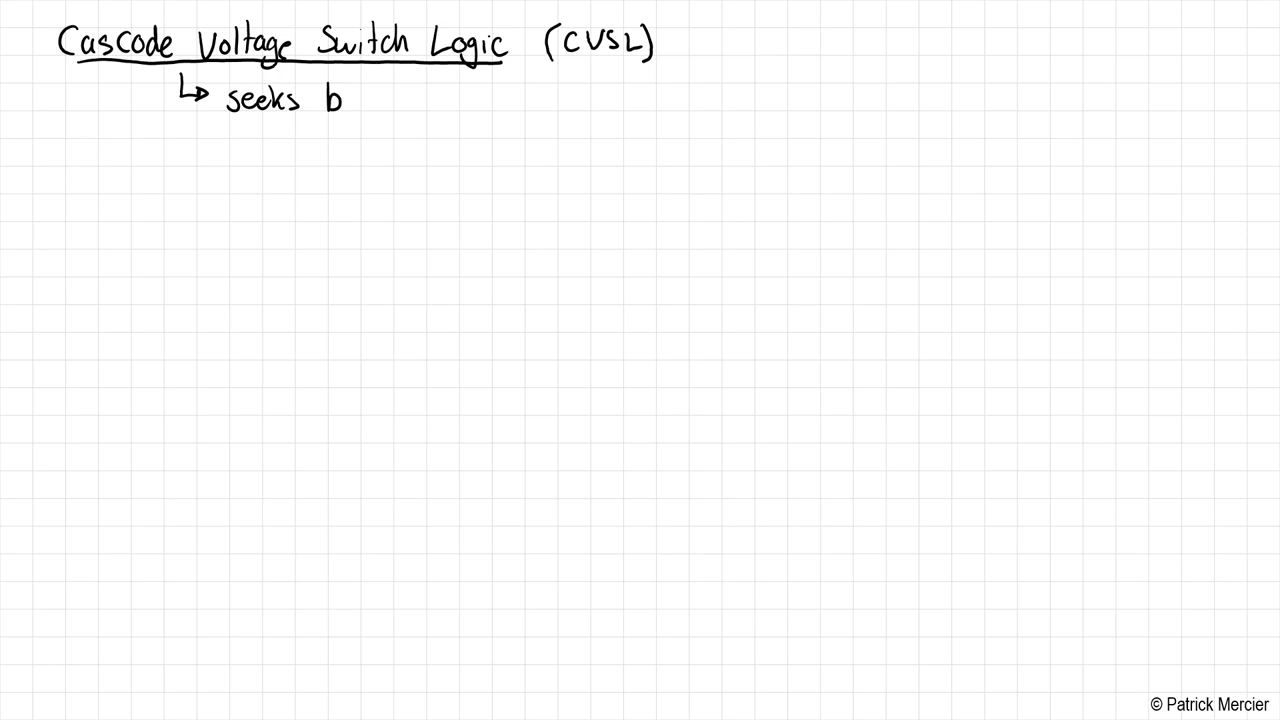 Cascode Voltage Switch Logic (CVSL)
↳ seeks b
© Patrick Mercier